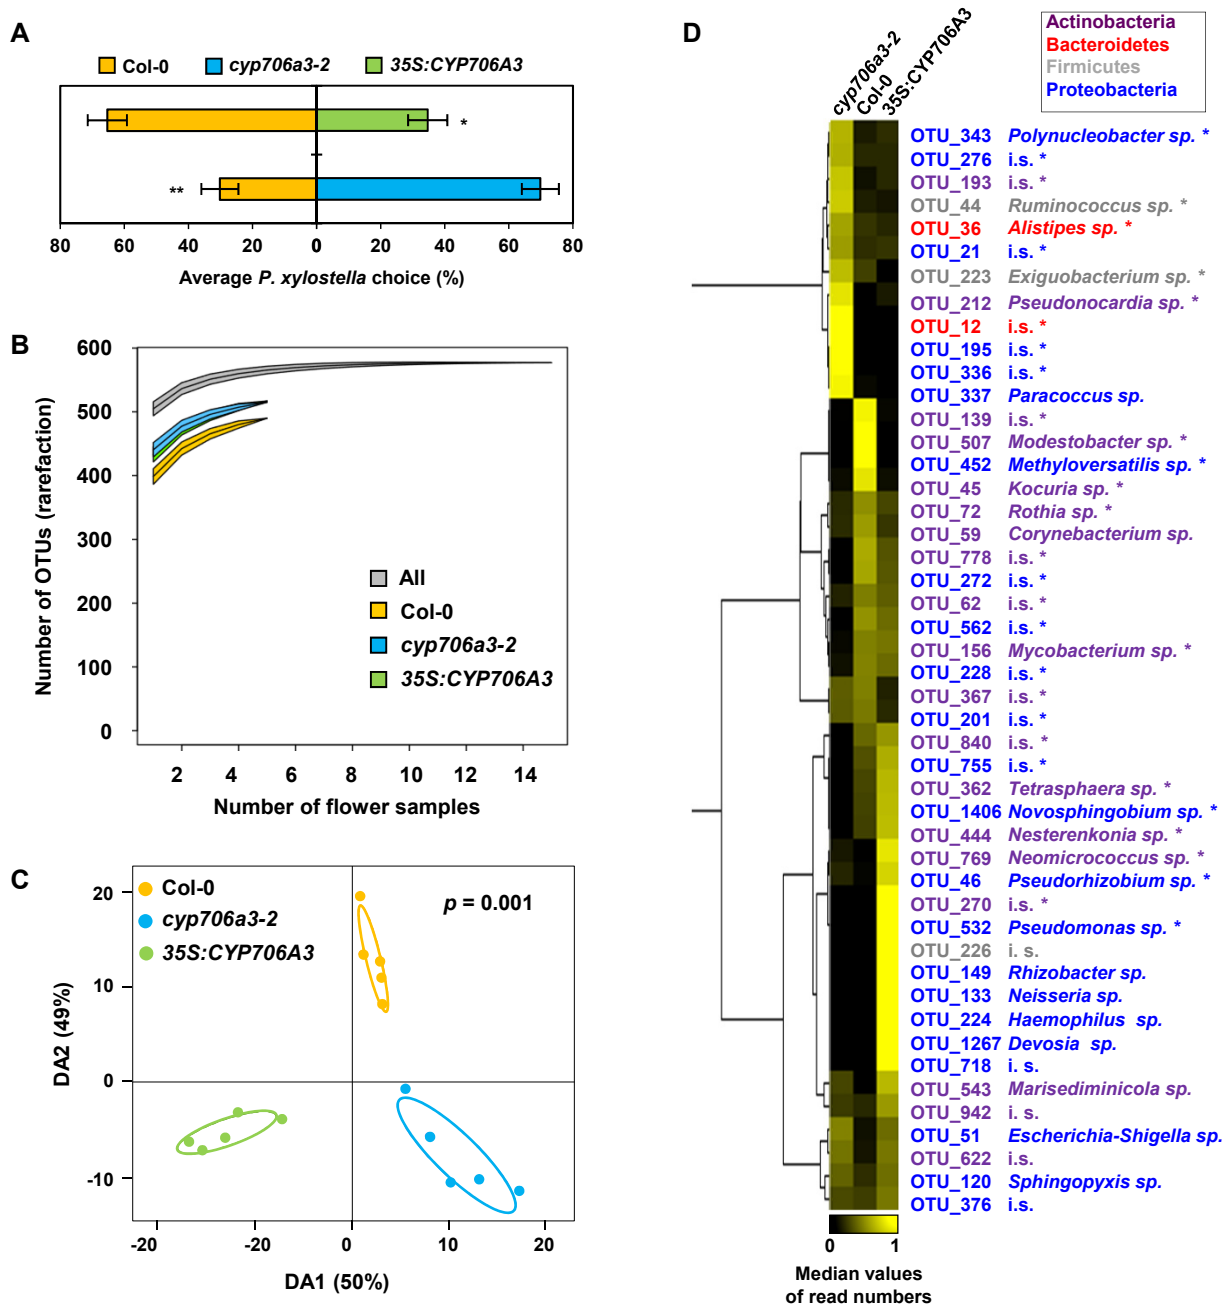 A
Col-0 cyp706a3-2 35S:CYP706A3
*
**
80 60 40 20 0 20 40 60 80
Average P. xylostella choice (%)
B
600
500
400
300
200
100
0
Number of OTUs (rarefaction)
All
Col-0
cyp706a3-2
35S:CYP706A3
2 4 6 8 10 12 14
Number of flower samples
C
Col-0
cyp706a3-2
35S:CYP706A3
p = 0.001
20
10
0
-10
DA2 (49%)
-20 -20 0 10 20
DA1 (50%)
D
cyp706a3-2
Col-0
35S:CYP706A3
Actinobacteria
Bacteroidetes
Firmicutes
Proteobacteria
OTU_343 Polynucleobacter sp. *
OTU_276 i.s. *
OTU_193 i.s. *
OTU_44 Ruminococcus sp. *
OTU_36 Alistipes sp. *
OTU_21 i.s. *
OTU_223 Exiguobacterium sp. *
OTU_212 Pseudonocardia sp. *
OTU_12 i.s. *
OTU_195 i.s. *
OTU_336 i.s. *
OTU_337 Paracoccus sp.
OTU_139 i.s. *
OTU_507 Modestobacter sp. *
OTU_452 Methyloversatilis sp. *
OTU_45 Kocuria sp. *
OTU_72 Rothia sp. *
OTU_59 Corynebacterium sp.
OTU_778 i.s. *
OTU_272 i.s. *
OTU_62 i.s. *
OTU_562 i.s. *
OTU_156 Mycobacterium sp. *
OTU_228 i.s. *
OTU_367 i.s. *
OTU_201 i.s. *
OTU_840 i.s. *
OTU_755 i.s. *
OTU_362 Tetrasphaera sp. *
OTU_1406 Novosphingobium sp. *
OTU_444 Nesterenkonia sp. *
OTU_769 Neomicrococcus sp. *
OTU_46 Pseudorhizobium sp. *
OTU_270 i.s. *
OTU_532 Pseudomonas sp. *
OTU_226 i. s.
OTU_149 Rhizobacter sp.
OTU_133 Neisseria sp.
OTU_224 Haemophilus sp.
OTU_1267 Devosia sp.
OTU_718 i. s.
OTU_543 Marisediminicola sp.
OTU_942 i. s.
OTU_51 Escherichia-Shigella sp.
OTU_622 i.s.
OTU_120 Sphingopyxis sp.
OTU_376 i.s.
0 1
Median values
of read numbers